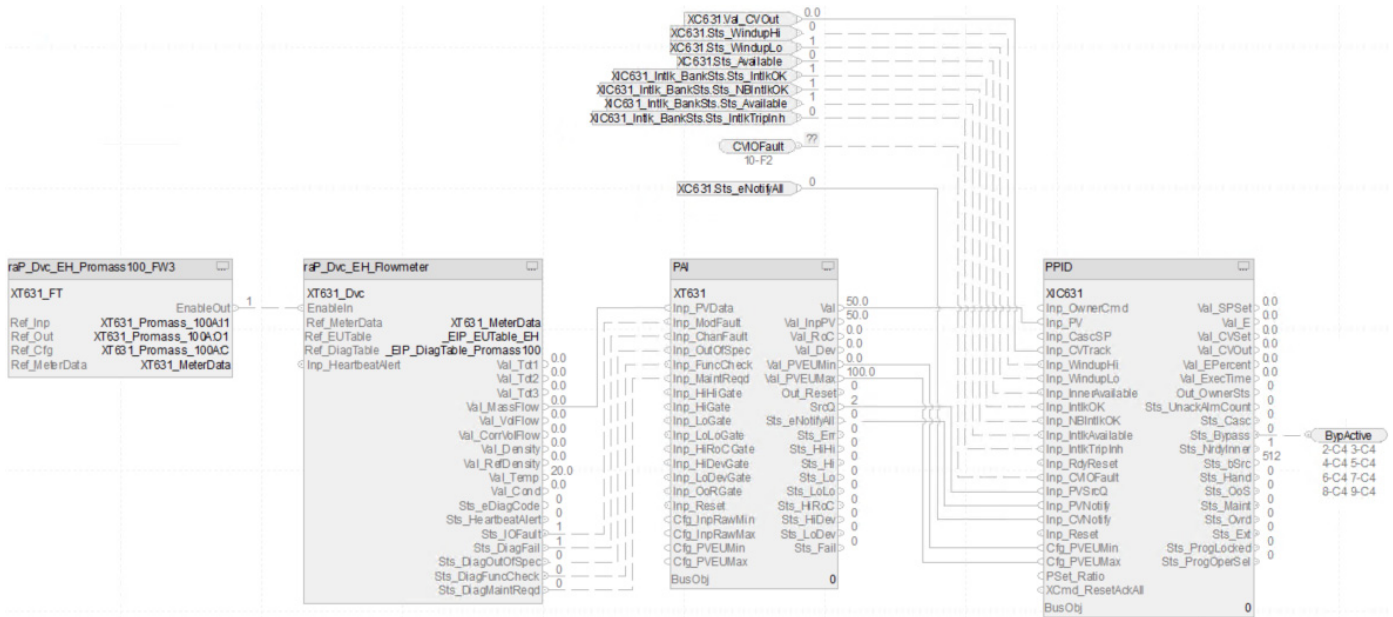 XC631.Val_CVOut 0.0
XC631.Sts_WindupHi 0
XC631.Sts_WindupLo 1
XC631.Sts_Available 0
XIC631_Intlk_BankSts.Sts_IntlkOK 1
XIC631_Intlk_BankSts.Sts_NBIntlkOK 1
XIC631_Intlk_BankSts.Sts_Available 1
XIC631_Intlk_BankSts.Sts_IntlkTripInh 0
CVIOFault ??
10-F2
XC631.Sts_eNotifyAll 0
raP_Dvc_EH_Promass100_FW3
XT631_FT
EnableOut 1
Ref_Inp XT631_Promass_100A:I1
Ref_Out XT631_Promass_100A:O1
Ref_Cfg XT631_Promass_100A:C
Ref_MeterData XT631_MeterData
raP_Dvc_EH_Flowmeter
XT631_Dvc
EnableIn
Ref_MeterData XT631_MeterData
Ref_EUTable _EIP_EUTable_EH
Ref_DiagTable _EIP_DiagTable_Promass100
Inp_HeartbeatAlert
Val_Tot1 0.0
Val_Tot2 0.0
Val_Tot3 0.0
Val_MassFlow 0.0
Val_VolFlow 0.0
Val_CorrVolFlow 0.0
Val_Density 0.0
Val_RefDensity 0.0
Val_Temp 20.0
Val_Cond 0.0
Sts_eDiagCode 0
Sts_HeartbeatAlert 0
Sts_IOFault 1
Sts_DiagFail 1
Sts_DiagOutOfSpec 0
Sts_DiagFuncCheck 0
Sts_DiagMaintReqd 0
PAI
XT631
Inp_PVData Val 50.0
Inp_ModFault Val_InpPV 50.0
Inp_ChanFault Val_RoC 0.0
Inp_OutOfSpec Val_Dev 0.0
Inp_FuncCheck Val_PVEUMin 0.0
Inp_MaintReqd Val_PVEUMax 100.0
Inp_HiHiGate Out_Reset 0
Inp_HiGate SrcQ 2
Inp_LoGate Sts_eNotifyAll 0
Inp_LoLoGate Sts_Err 0
Inp_HiRoCGate Sts_HiHi 0
Inp_HiDevGate Sts_Hi 0
Inp_LoDevGate Sts_Lo 0
Inp_OoRGate Sts_LoLo 0
Inp_Reset Sts_HiRoC 0
Cfg_InpRawMin Sts_HiDev 0
Cfg_InpRawMax Sts_LoDev 0
Cfg_PVEUMin Sts_Fail 0
Cfg_PVEUMax
BusObj 0
PPID
XIC631
Inp_OwnerCmd Val_SPSet 0.0
Inp_PV Val_E 0.0
Inp_CascSP Val_CVSet 0.0
Inp_CVTrack Val_CVOut 0.0
Inp_WindupHi Val_EPercent 0.0
Inp_WindupLo Val_ExecTime 0.0
Inp_InnerAvailable Out_OwnerSts 0
Inp_IntlkOK Sts_UnackAlmCount 0
Inp_NBIntlkOK Sts_Casc 0
Inp_IntlkAvailable Sts_Bypass 0
Inp_IntlkTripInh Sts_NrdyInner 1
Inp_RdyReset Sts_bSrc 512
Inp_CVIOFault Sts_Hand 0
Inp_PVSrcQ Sts_OoS 0
Inp_PVNotify Sts_Maint 0
Inp_CVNotify Sts_Ovrd 0
Inp_Reset Sts_Ext 0
Cfg_PVEUMin Sts_ProgLocked 0
Cfg_PVEUMax Sts_ProgOperSel 0
PSet_Ratio
XCmd_ResetAckAll
BusObj 0
BypActive
2-C4 3-C4
4-C4 5-C4
6-C4 7-C4
8-C4 9-C4